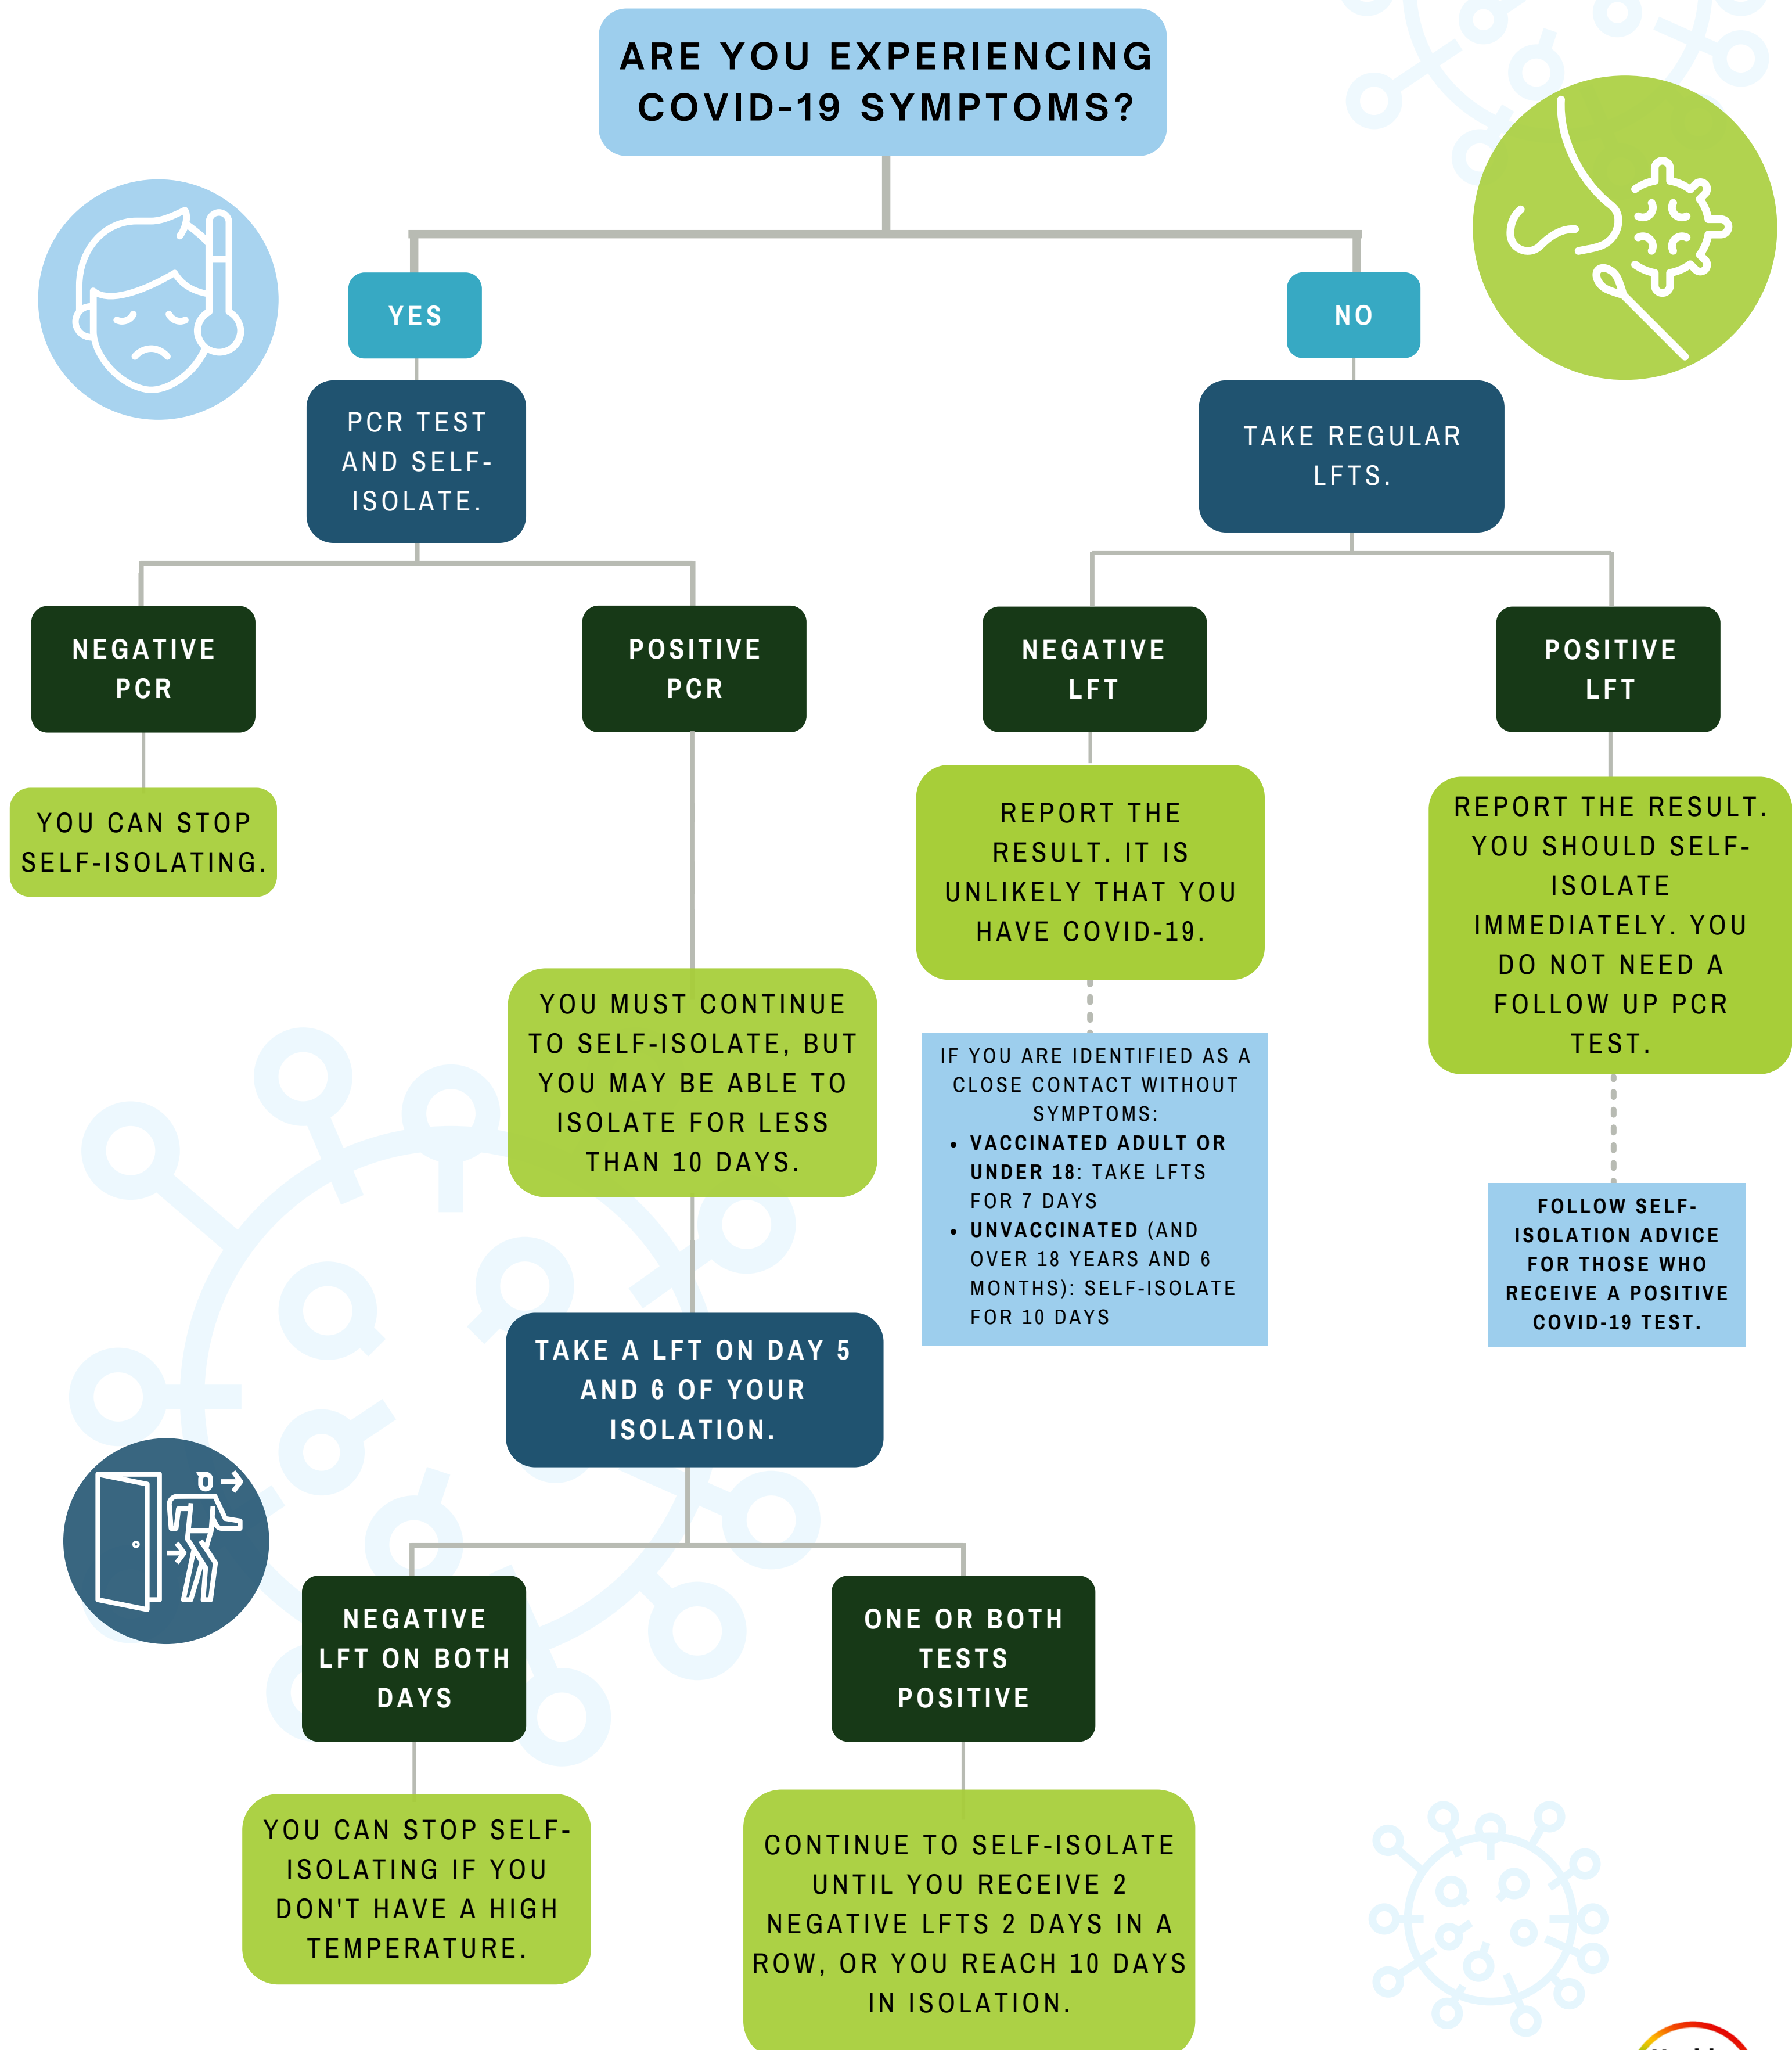 ARE YOU EXPERIENCING
COVID-19 SYMPTOMS?
YES
NO
PCR TEST
AND SELF-
ISOLATE.
TAKE REGULAR
LFTS.
NEGATIVE
PCR
POSITIVE
PCR
NEGATIVE
LFT
POSITIVE
LFT
YOU CAN STOP
SELF-ISOLATING.
REPORT THE
RESULT. IT IS
UNLIKELY THAT YOU
HAVE COVID-19.
REPORT THE RESULT.
YOU SHOULD SELF-
ISOLATE
IMMEDIATELY. YOU
DO NOT NEED A
FOLLOW UP PCR
TEST.
YOU MUST CONTINUE
TO SELF-ISOLATE, BUT
YOU MAY BE ABLE TO
ISOLATE FOR LESS
THAN 10 DAYS.
IF YOU ARE IDENTIFIED AS A
CLOSE CONTACT WITHOUT
SYMPTOMS:
• VACCINATED ADULT OR
UNDER 18: TAKE LFTS
FOR 7 DAYS
• UNVACCINATED (AND
OVER 18 YEARS AND 6
MONTHS): SELF-ISOLATE
FOR 10 DAYS
FOLLOW SELF-
ISOLATION ADVICE
FOR THOSE WHO
RECEIVE A POSITIVE
COVID-19 TEST.
TAKE A LFT ON DAY 5
AND 6 OF YOUR
ISOLATION.
NEGATIVE
LFT ON BOTH
DAYS
ONE OR BOTH
TESTS
POSITIVE
YOU CAN STOP SELF-
ISOLATING IF YOU
DON'T HAVE A HIGH
TEMPERATURE.
CONTINUE TO SELF-ISOLATE
UNTIL YOU RECEIVE 2
NEGATIVE LFTS 2 DAYS IN A
ROW, OR YOU REACH 10 DAYS
IN ISOLATION.